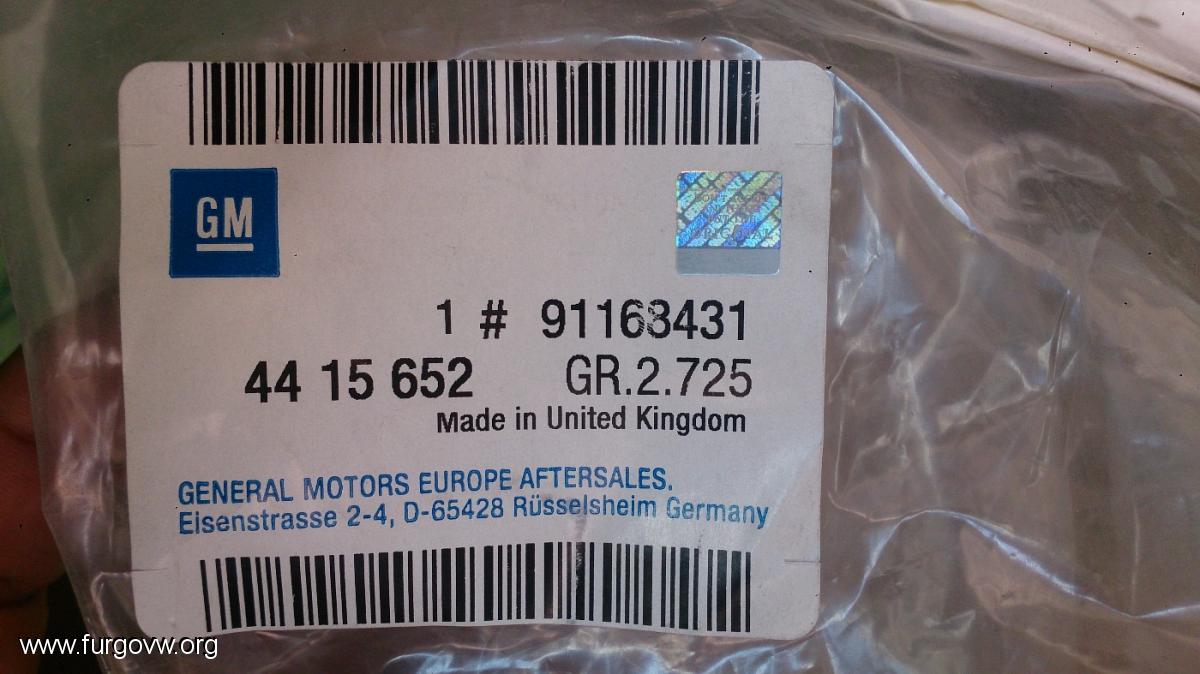 GM
1 # 91168431
44 15 652 GR.2.725
Made in United Kingdom
GENERAL MOTORS EUROPE AFTERSALES.
Eisenstrasse 2-4, D-65428 Rüsselsheim Germany
www.furgovw.org